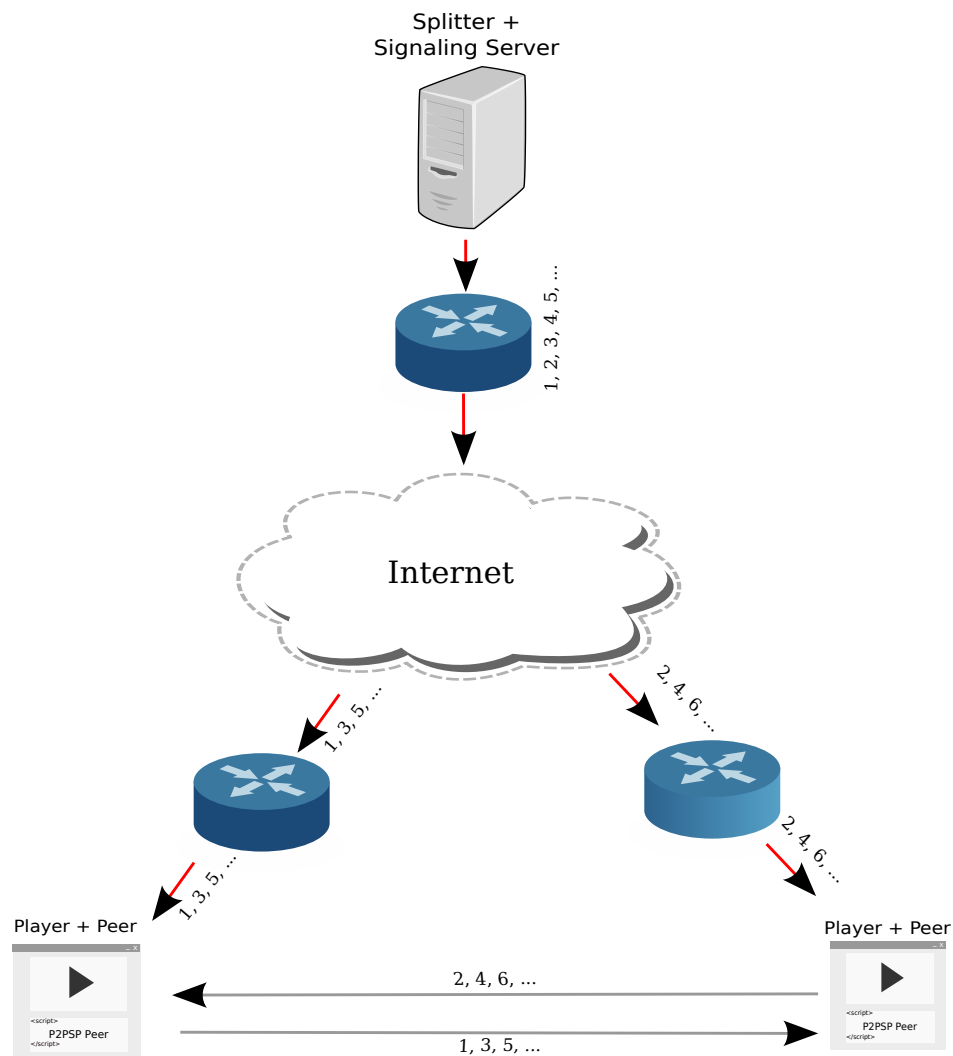 Splitter +
Signaling Server
1, 2, 3, 4, 5, ...
Internet
1, 3, 5, ...
2, 4, 6, ...
1, 3, 5, ...
2, 4, 6, ...
Player + Peer
_ X
<script>
P2PSP Peer
</script>
Player + Peer
_ X
<script>
P2PSP Peer
</script>
2, 4, 6, ...
1, 3, 5, ...